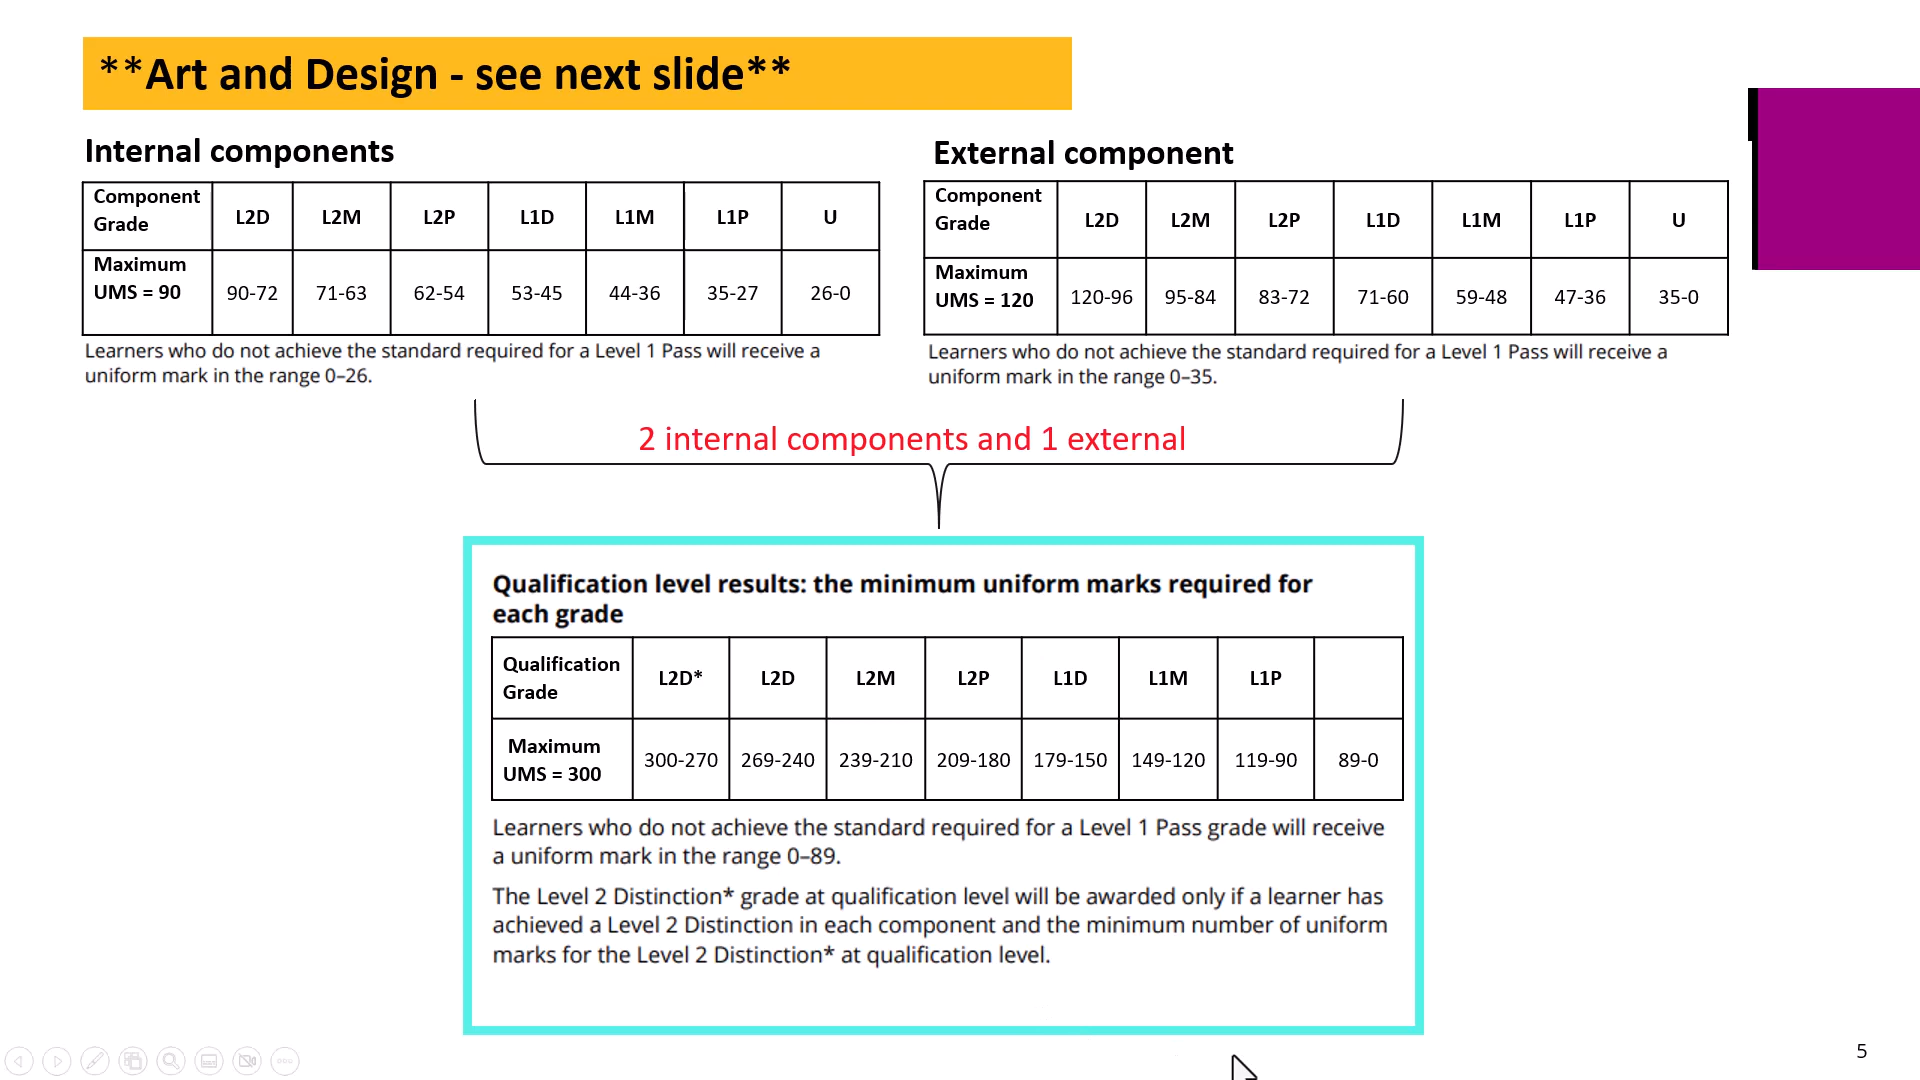 **Art and Design - see next slide**
Internal components
Component Grade L2D L2M L2P L1D L1M L1P U
Maximum UMS = 90 90-72 71-63 62-54 53-45 44-36 35-27 26-0
Learners who do not achieve the standard required for a Level 1 Pass will receive a
uniform mark in the range 0–26.
External component
Component Grade L2D L2M L2P L1D L1M L1P U
Maximum UMS = 120 120-96 95-84 83-72 71-60 59-48 47-36 35-0
Learners who do not achieve the standard required for a Level 1 Pass will receive a
uniform mark in the range 0–35.
2 internal components and 1 external
Qualification level results: the minimum uniform marks required for
each grade
Qualification Grade L2D* L2D L2M L2P L1D L1M L1P
Maximum UMS = 300 300-270 269-240 239-210 209-180 179-150 149-120 119-90 89-0
Learners who do not achieve the standard required for a Level 1 Pass grade will receive
a uniform mark in the range 0–89.
The Level 2 Distinction* grade at qualification level will be awarded only if a learner has
achieved a Level 2 Distinction in each component and the minimum number of uniform
marks for the Level 2 Distinction* at qualification level.
5